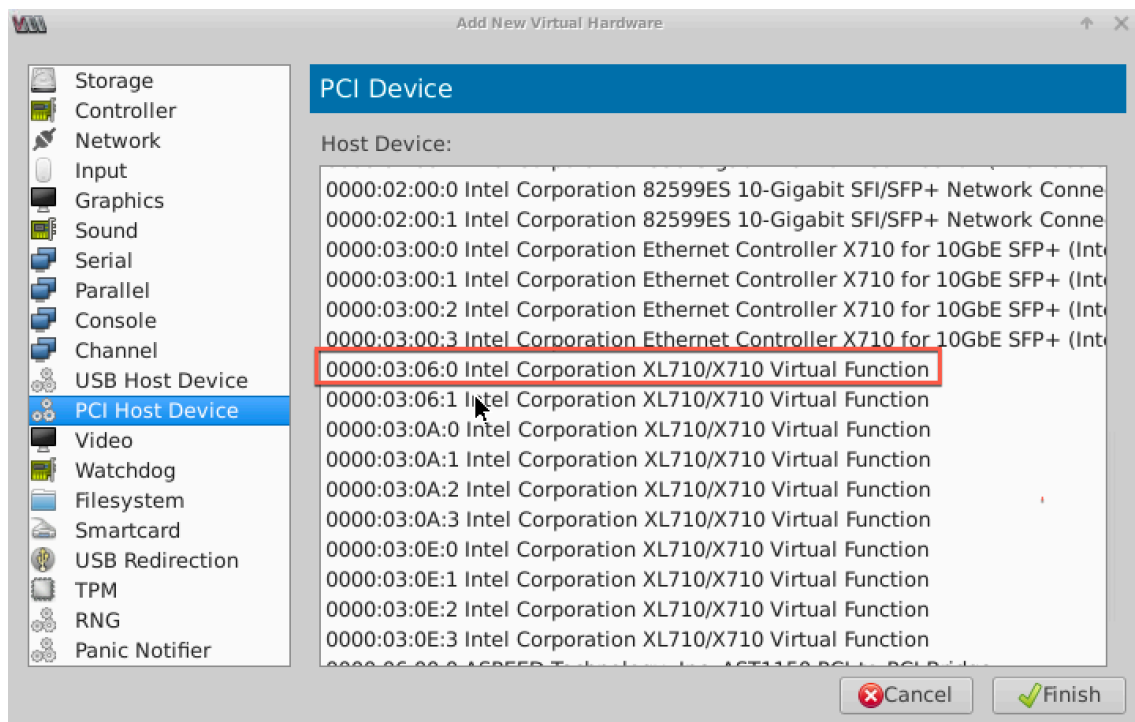 Add New Virtual Hardware
Storage
Controller
Network
Input
Graphics
Sound
Serial
Parallel
Console
Channel
USB Host Device
PCI Host Device
Video
Watchdog
Filesystem
Smartcard
USB Redirection
TPM
RNG
Panic Notifier
PCI Device
Host Device:
0000:02:00:0 Intel Corporation 82599ES 10-Gigabit SFI/SFP+ Network Conne
0000:02:00:1 Intel Corporation 82599ES 10-Gigabit SFI/SFP+ Network Conne
0000:03:00:0 Intel Corporation Ethernet Controller X710 for 10GbE SFP+ (Int
0000:03:00:1 Intel Corporation Ethernet Controller X710 for 10GbE SFP+ (Int
0000:03:00:2 Intel Corporation Ethernet Controller X710 for 10GbE SFP+ (Int
0000:03:00:3 Intel Corporation Ethernet Controller X710 for 10GbE SFP+ (Int
0000:03:06:0 Intel Corporation XL710/X710 Virtual Function
0000:03:06:1 Intel Corporation XL710/X710 Virtual Function
0000:03:0A:0 Intel Corporation XL710/X710 Virtual Function
0000:03:0A:1 Intel Corporation XL710/X710 Virtual Function
0000:03:0A:2 Intel Corporation XL710/X710 Virtual Function
0000:03:0A:3 Intel Corporation XL710/X710 Virtual Function
0000:03:0E:0 Intel Corporation XL710/X710 Virtual Function
0000:03:0E:1 Intel Corporation XL710/X710 Virtual Function
0000:03:0E:2 Intel Corporation XL710/X710 Virtual Function
0000:03:0E:3 Intel Corporation XL710/X710 Virtual Function
Cancel
Finish